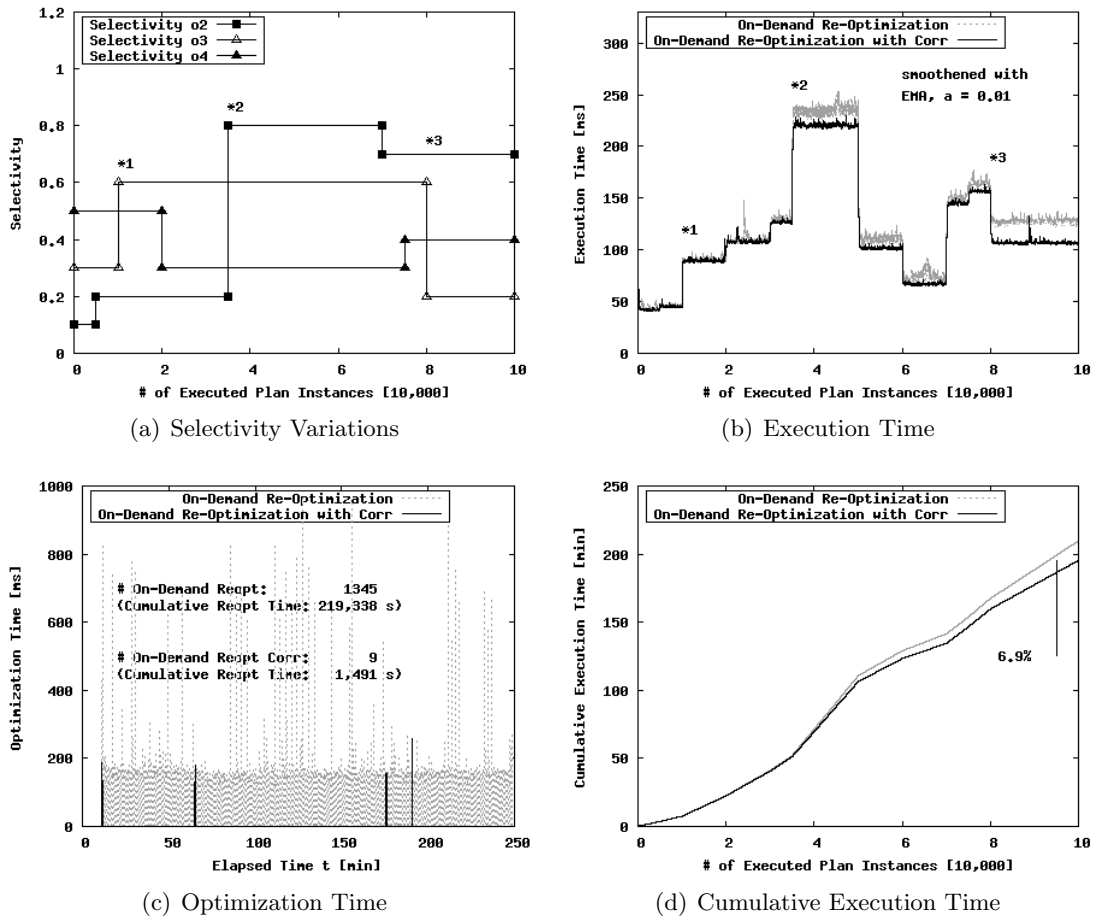 1.2
1
0.8
0.6
0.4
0.2
0
Selectivity
Selectivity o2
Selectivity o3
Selectivity o4
*1
*2
*3
0 2 4 6 8 10
# of Executed Plan Instances [10,000]
(a) Selectivity Variations
330
300
250
200
150
100
50
0
Execution Time [ms]
On-Demand Re-Optimization
On-Demand Re-Optimization with Corr
smoothened with
EMA, a = 0.01
*1
*2
*3
0 2 4 6 8 10
# of Executed Plan Instances [10,000]
(b) Execution Time
1000
800
600
400
200
0
Optimization Time [ms]
On-Demand Re-Optimization
On-Demand Re-Optimization with Corr
# On-Demand Reopt: 1345
(Cumulative Reopt Time: 219,338 s)
# On-Demand Reopt Corr: 9
(Cumulative Reopt Time: 1,491 s)
0 50 100 150 200 250
Elapsed Time t [min]
(c) Optimization Time
250
200
150
100
50
0
Cumulative Execution Time [min]
On-Demand Re-Optimization
On-Demand Re-Optimization with Corr
6.9%
0 2 4 6 8 10
# of Executed Plan Instances [10,000]
(d) Cumulative Execution Time